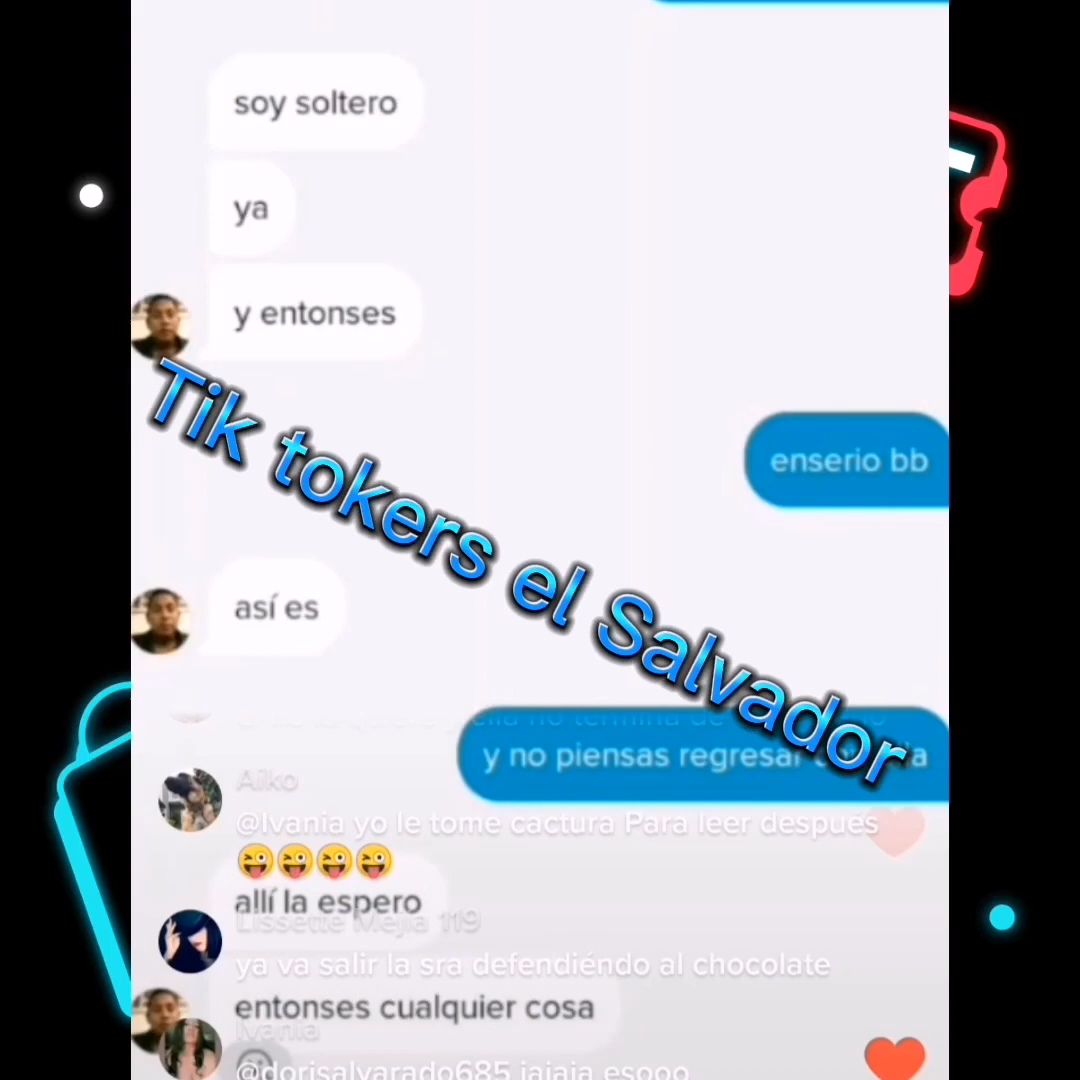 soy soltero
ya
y entonses
Tik tokers el Salvador
enserio bb
así es
y no piensas regresar
Aiko
@Ivania yo le tome cactura Para leer después
😜😜😜😜
allí la espero
Lissette Mejia 119
ya va salir la sra defendiéndo al chocolate
entonses cualquier cosa
Ivania
@dorisalvarado685 jajaja esooo